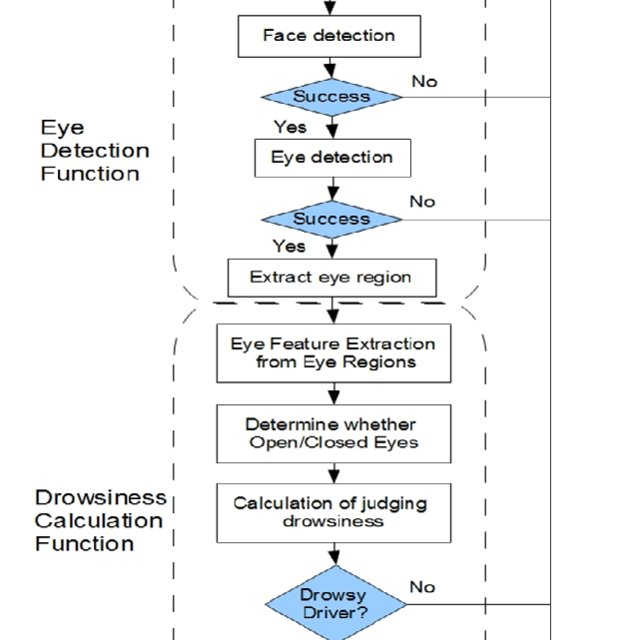 Face detection
Success
No
Yes
Eye
Detection
Function
Eye detection
Success
No
Yes
Extract eye region
Eye Feature Extraction
from Eye Regions
Determine whether
Open/Closed Eyes
Drowsiness
Calculation
Function
Calculation of judging
drowsiness
Drowsy
Driver?
No